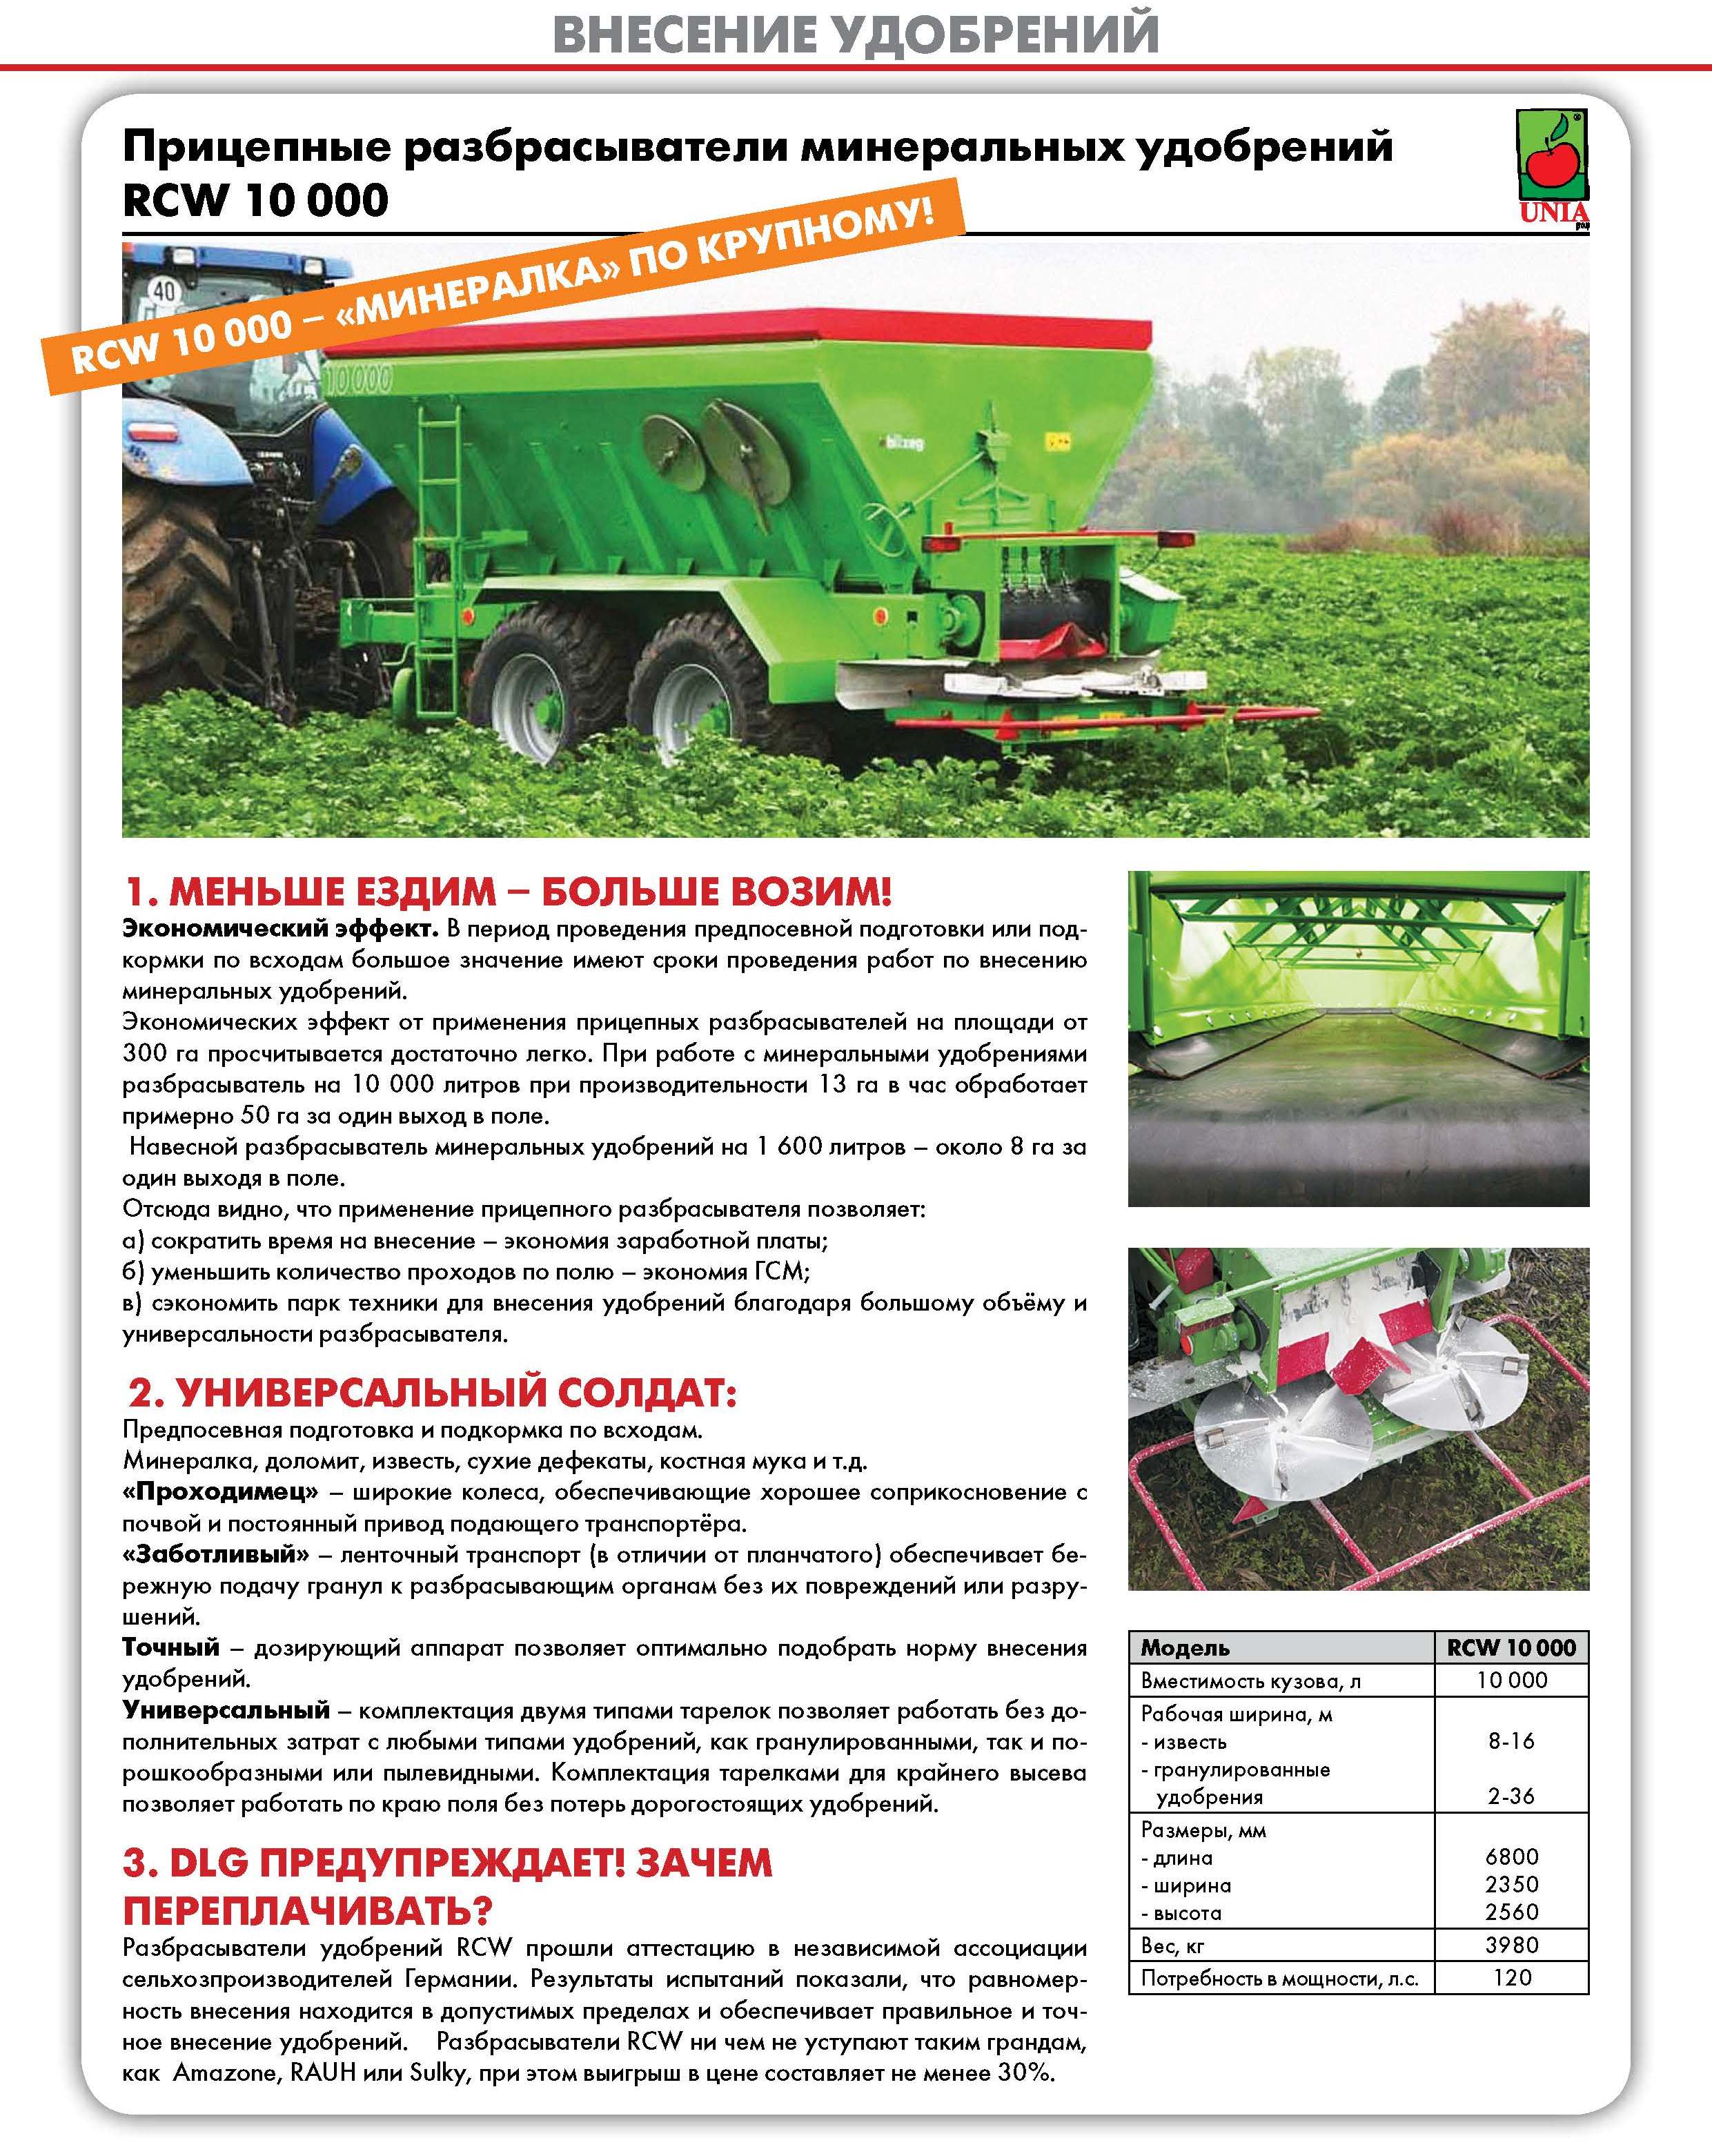 ВНЕСЕНИЕ УДОБРЕНИЙ
Прицепные разбрасыватели минеральных удобрений
RCW 10 000
UNIA
group
RCW 10 000 – «МИНЕРАЛКА» ПО КРУПНОМУ!
40
10000
1. МЕНЬШЕ ЕЗДИМ – БОЛЬШЕ ВОЗИМ!
Экономический эффект. В период проведения предпосевной подготовки или под-
кормки по всходам большое значение имеют сроки проведения работ по внесению
минеральных удобрений.
Экономических эффект от применения прицепных разбрасывателей на площади от
300 га просчитывается достаточно легко. При работе с минеральными удобрениями
разбрасыватель на 10 000 литров при производительности 13 га в час обработает
примерно 50 га за один выход в поле.
Навесной разбрасыватель минеральных удобрений на 1 600 литров – около 8 га за
один выходя в поле.
Отсюда видно, что применение прицепного разбрасывателя позволяет:
а) сократить время на внесение – экономия заработной платы;
б) уменьшить количество проходов по полю – экономия ГСМ;
в) сэкономить парк техники для внесения удобрений благодаря большому объёму и
универсальности разбрасывателя.
2. УНИВЕРСАЛЬНЫЙ СОЛДАТ:
Предпосевная подготовка и подкормка по всходам.
Минералка, доломит, известь, сухие дефекаты, костная мука и т.д.
«Проходимец» – широкие колеса, обеспечивающие хорошее соприкосновение с
почвой и постоянный привод подающего транспортёра.
«Заботливый» – ленточный транспорт (в отличии от планчатого) обеспечивает бе-
режную подачу гранул к разбрасывающим органам без их повреждений или разру-
шений.
Точный – дозирующий аппарат позволяет оптимально подобрать норму внесения
удобрений.
Универсальный – комплектация двумя типами тарелок позволяет работать без до-
полнительных затрат с любыми типами удобрений, как гранулированными, так и по-
рошкообразными или пылевидными. Комплектация тарелками для крайнего высева
позволяет работать по краю поля без потерь дорогостоящих удобрений.
3. DLG ПРЕДУПРЕЖДАЕТ! ЗАЧЕМ
ПЕРЕПЛАЧИВАТЬ?
Разбрасыватели удобрений RCW прошли аттестацию в независимой ассоциации
сельхозпроизводителей Германии. Результаты испытаний показали, что равномер-
ность внесения находится в допустимых пределах и обеспечивает правильное и точ-
ное внесение удобрений. Разбрасыватели RCW ни чем не уступают таким грандам,
как Amazone, RAUH или Sulky, при этом выигрыш в цене составляет не менее 30%.
Модель RCW 10 000
Вместимость кузова, л 10 000
Рабочая ширина, м
- известь 8-16
- гранулированные
удобрения 2-36
Размеры, мм
- длина 6800
- ширина 2350
- высота 2560
Вес, кг 3980
Потребность в мощности, л.с. 120